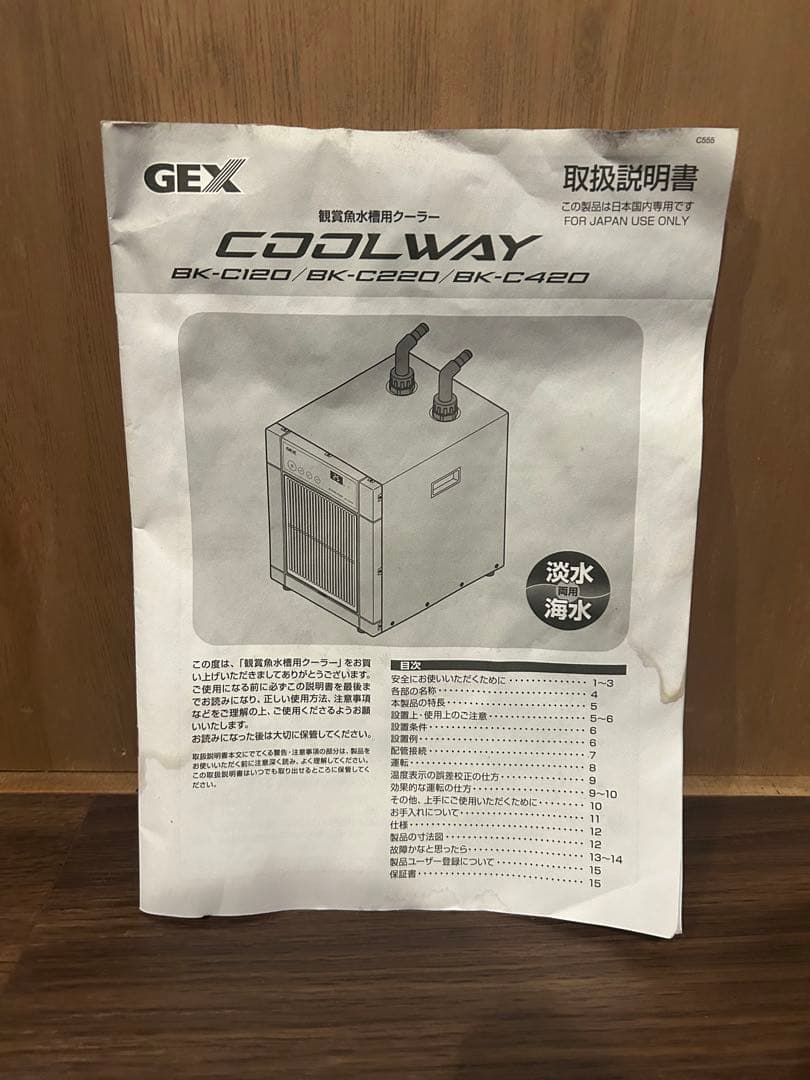 C555
GEX
取扱説明書
この製品は日本国内専用です
FOR JAPAN USE ONLY
観賞魚水槽用クーラー
COOLWAY
BK-C120/BK-C220/BK-C420
GEX
25
淡水
両用
海水
この度は、「観賞魚水槽用クーラー」をお買
い上げいただきましてありがとうございます。
ご使用になる前に必ずこの説明書を最後ま
でお読みになり、正しい使用方法、注意事項
などをご理解の上、ご使用くださるようお願
いいたします。
お読みになった後は大切に保管してください。
取扱説明書本文にでてくる警告・注意事項の部分は、製品を
お使いいただく前に注意深く読み、よく理解してください。
この取扱説明書はいつでも取り出せるところに保管してく
ださい。
目次
安全にお使いいただくために・・・・・・・・・・・・・ 1〜3
各部の名称・・・・・・・・・・・・・・・・・・・・・・ 4
本製品の特長・・・・・・・・・・・・・・・・・・・・・ 5
設置上・使用上のご注意・・・・・・・・・・・・・・・ 5〜6
設置条件・・・・・・・・・・・・・・・・・・・・・・・ 6
設置例・・・・・・・・・・・・・・・・・・・・・・・・ 6
配管接続・・・・・・・・・・・・・・・・・・・・・・・ 7
運転・・・・・・・・・・・・・・・・・・・・・・・・・ 8
温度表示の誤差校正の仕方・・・・・・・・・・・・・・ 9
効果的な運転の仕方・・・・・・・・・・・・・・・・・ 9〜10
その他、上手にご使用いただくために・・・・・・・・ 10
お手入れについて・・・・・・・・・・・・・・・・・・ 11
仕様・・・・・・・・・・・・・・・・・・・・・・・・・ 12
製品の寸法図・・・・・・・・・・・・・・・・・・・・・ 12
故障かなと思ったら・・・・・・・・・・・・・・・・・ 13〜14
製品ユーザー登録について・・・・・・・・・・・・・・ 15
保証書・・・・・・・・・・・・・・・・・・・・・・・・ 15